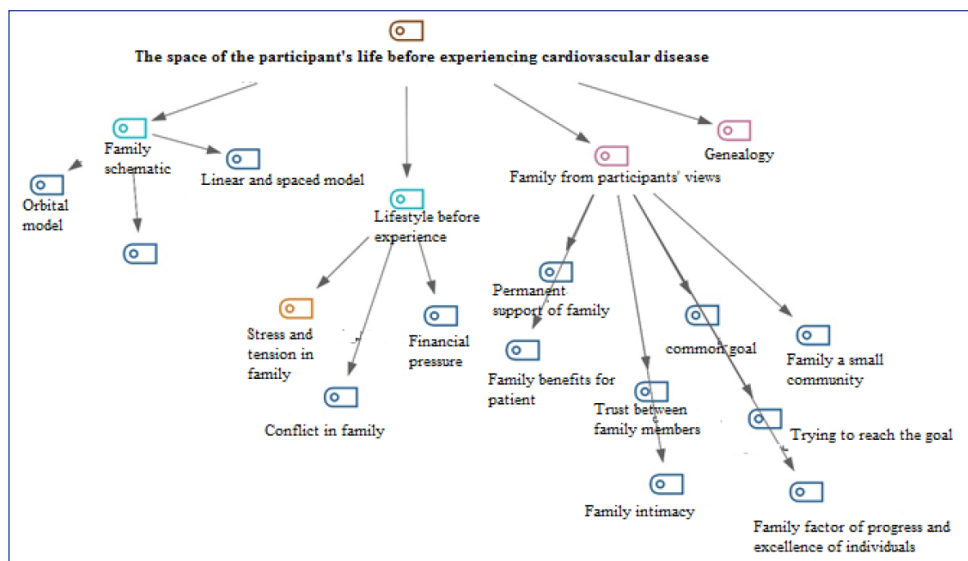 The space of the participant's life before experiencing cardiovascular disease
Family
schematic
Linear and spaced model
Orbital
model
Lifestyle before
experience
Family from participants' views
Genealogy
Stress and
tension in
family
Conflict in family
Financial
pressure
Permanent
support of family
Family benefits for
patient
Trust between
family members
Family intimacy
common goal
Family a small
community
Trying to reach the goal
Family factor of progress and
excellence of individuals